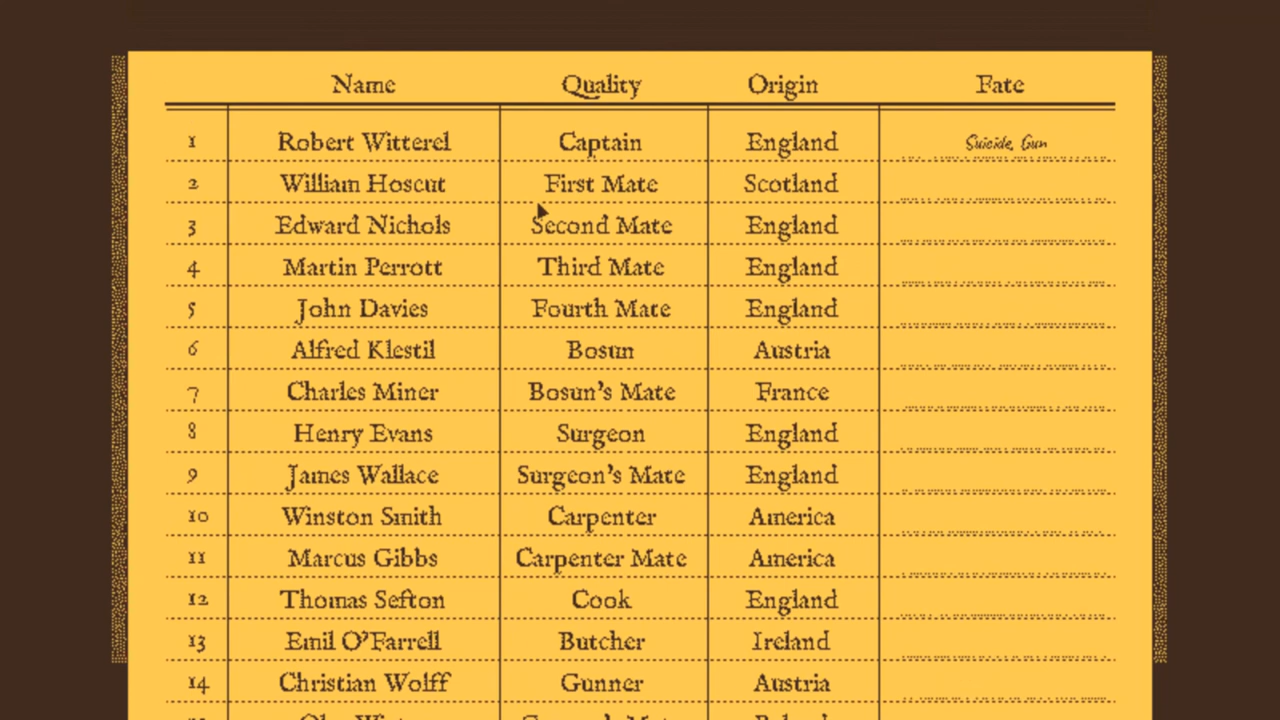 Name Quality Origin Fate
1 Robert Witterel Captain England Suicide, Gun
2 William Hoscut First Mate Scotland
3 Edward Nichols Second Mate England
4 Martin Perrott Third Mate England
5 John Davies Fourth Mate England
6 Alfred Klestil Bosun Austria
7 Charles Miner Bosun's Mate France
8 Henry Evans Surgeon England
9 James Wallace Surgeon's Mate England
10 Winston Smith Carpenter America
11 Marcus Gibbs Carpenter Mate America
12 Thomas Sefton Cook England
13 Emil O'Farrell Butcher Ireland
14 Christian Wolff Gunner Austria